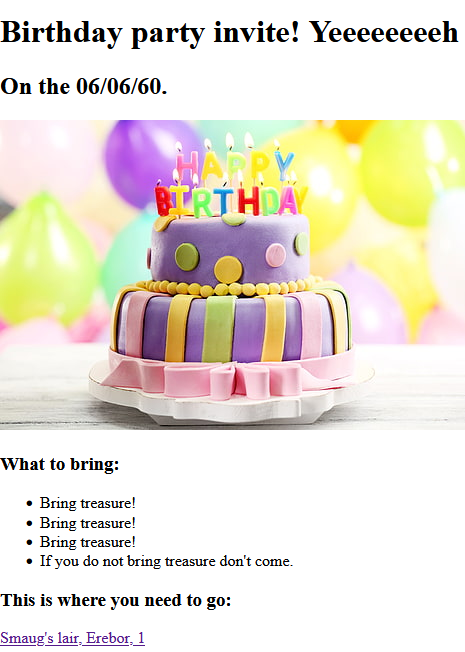 Birthday party invite! Yeeeeeeeeh
On the 06/06/60.
HAPPY
BIRTHDAY
What to bring:
Bring treasure!
Bring treasure!
Bring treasure!
If you do not bring treasure don't come.
This is where you need to go:
Smaug's lair, Erebor, 1